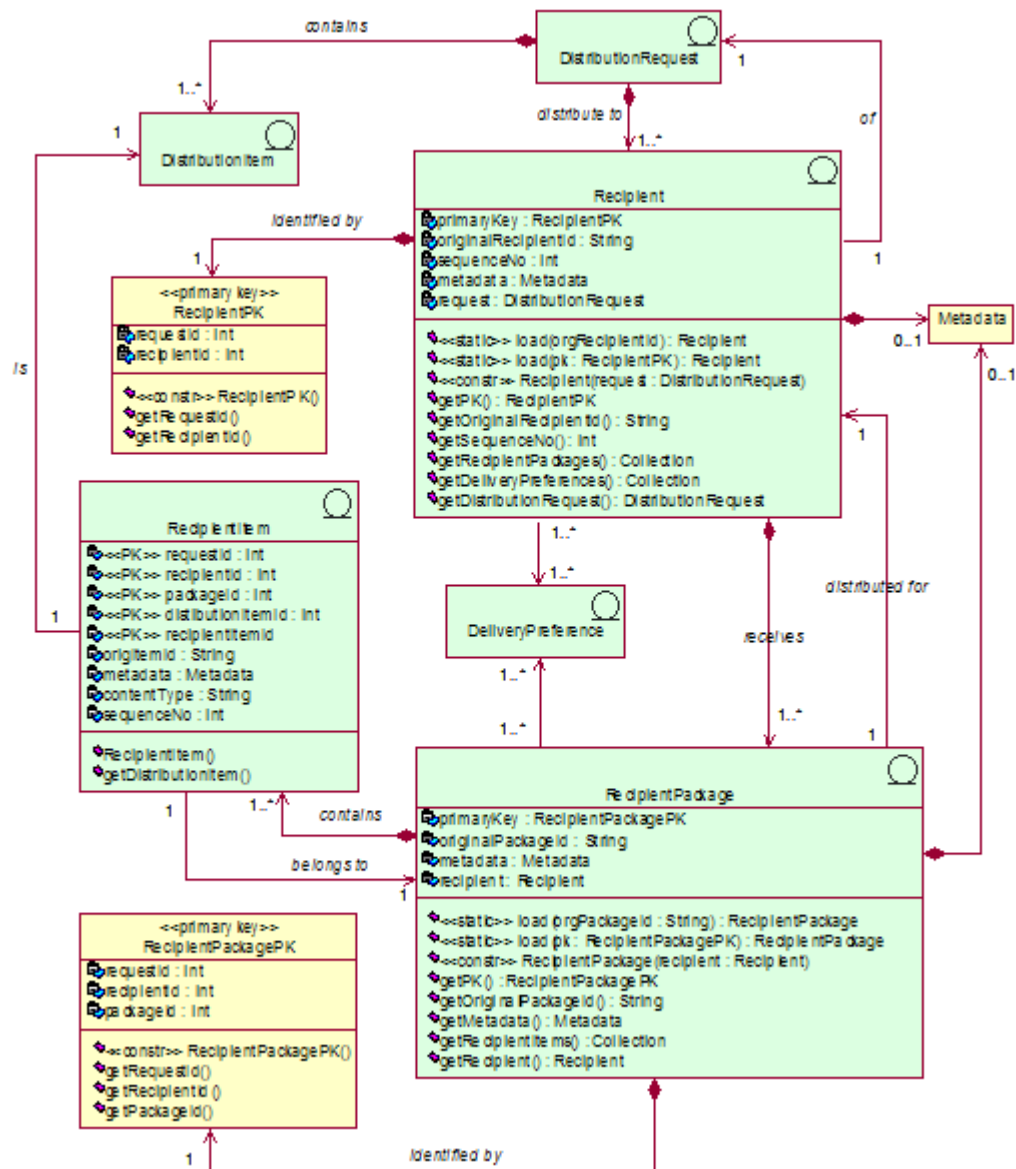 contains
DistributionRequest
1
1..*
distribute to
of
1
DistributionItem
1..*
Recipient
identified by
primaryKey : RecipientPK
originalRecipientId : String
sequenceNo : Int
metadata : Metadata
request : DistributionRequest
1
1
<<primary key>>
RecipientPK
requestId : Int
recipientId : Int
Metadata
0..1
0..1
is
<<static>> load(orgRecipientId) : Recipient
<<static>> load(pk : RecipientPK) : Recipient
<<constr>> Recipient(request : DistributionRequest)
getPK() : RecipientPK
getOriginalRecipientId() : String
getSequenceNo() : Int
getRecipientPackages() : Collection
getDeliveryPreferences() : Collection
getDistributionRequest() : DistributionRequest
<<constr>> RecipientPK()
getRequestId()
getRecipientId()
1
RecipientItem
<<PK>> requestId : Int
<<PK>> recipientId : Int
<<PK>> packageId : Int
<<PK>> distibutionItemId : Int
<<PK>> recipientItemId
origItemId : String
metadata : Metadata
contentType : String
sequenceNo : Int
1
RecipientItem()
getDistributionItem()
1..*
1..*
distributed for
DeliveryPreference
receives
1..*
1..*
1..*
1
RecipientPackage
1
1..*
contains
primaryKey : RecipientPackagePK
originalPackageId : String
metadata : Metadata
recipient : Recipient
belongs to
1
<<static>> load(orgPackageId : String) : RecipientPackage
<<static>> load(pk : RecipientPackagePK) : RecipientPackage
<<constr>> RecipientPackage(recipient : Recipient)
getPK() : RecipientPackagePK
getOriginalPackageId() : String
getMetadata() : Metadata
getRecipientItems() : Collection
getRecipient() : Recipient
<<primary key>>
RecipientPackagePK
requestId : Int
recipientId : Int
packageId : Int
<<constr>> RecipientPackagePK()
getRequestId()
getRecipientId()
getPackageId()
1
identified by